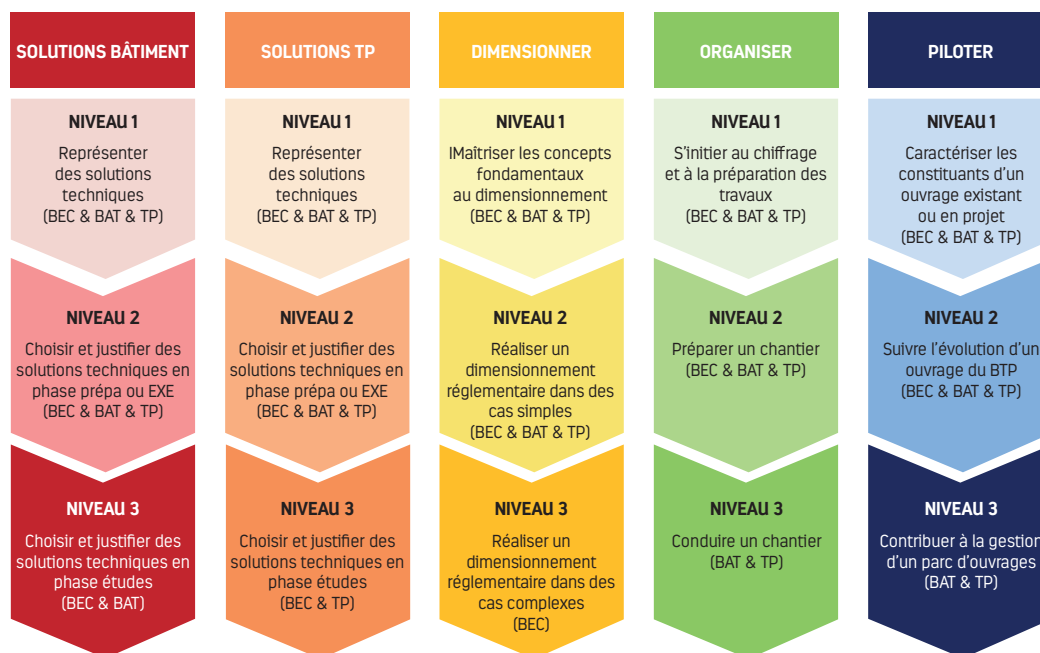 SOLUTIONS BÂTIMENT
NIVEAU 1
Représenter
des solutions
techniques
(BEC & BAT & TP)
NIVEAU 2
Choisir et justifier des
solutions techniques en
phase prépa ou EXE
(BEC & BAT & TP)
NIVEAU 3
Choisir et justifier des
solutions techniques en
phase études
(BEC & BAT)
SOLUTIONS TP
NIVEAU 1
Représenter
des solutions
techniques
(BEC & BAT & TP)
NIVEAU 2
Choisir et justifier des
solutions techniques en
phase prépa ou EXE
(BEC & BAT & TP)
NIVEAU 3
Choisir et justifier des
solutions techniques en
phase études
(BEC & TP)
DIMENSIONNER
NIVEAU 1
IMaîtriser les concepts
fondamentaux
au dimensionnement
(BEC & BAT & TP)
NIVEAU 2
Réaliser un
dimensionnement
réglementaire dans des
cas simples
(BEC & BAT & TP)
NIVEAU 3
Réaliser un
dimensionnement
réglementaire dans des
cas complexes
(BEC)
ORGANISER
NIVEAU 1
S'initier au chiffrage
et à la préparation des
travaux
(BEC & BAT & TP)
NIVEAU 2
Préparer un chantier
(BEC & BAT & TP)
NIVEAU 3
Conduire un chantier
(BAT & TP)
PILOTER
NIVEAU 1
Caractériser les
constituants d'un
ouvrage existant
ou en projet
(BEC & BAT & TP)
NIVEAU 2
Suivre l'évolution d'un
ouvrage du BTP
(BEC & BAT & TP)
NIVEAU 3
Contribuer à la gestion
d'un parc d'ouvrages
(BAT & TP)